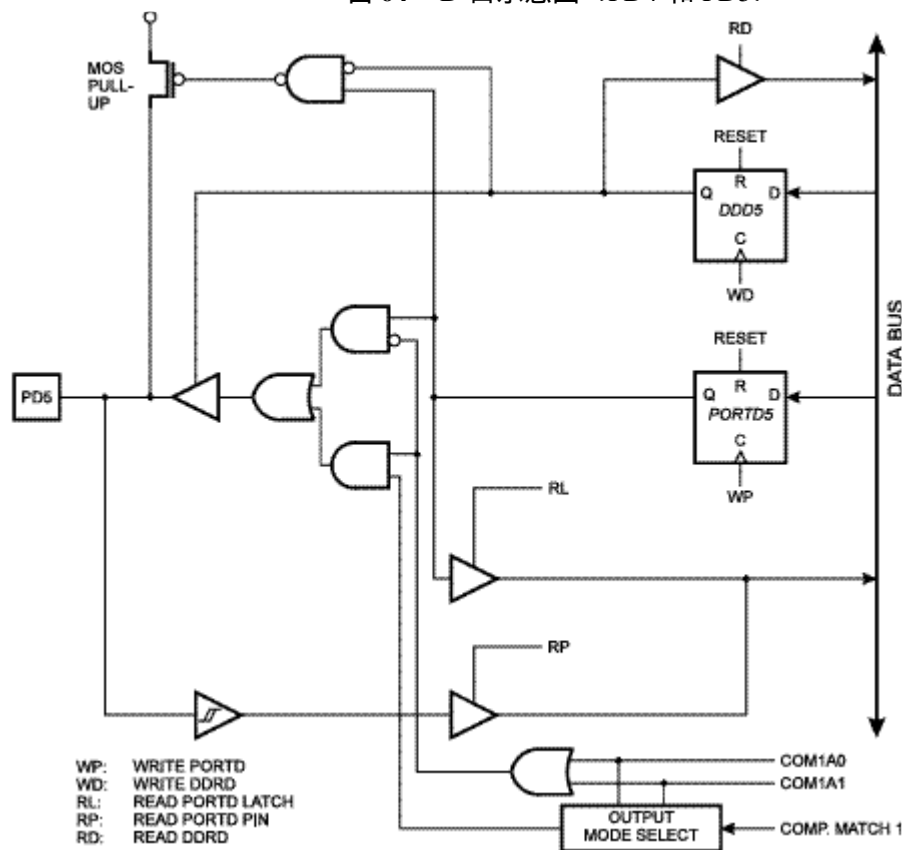 RD
MOS
PULL-
UP
RESET
Q R D
DDD5
C
WD
RESET
Q R D
PORTD5
C
WP
DATA BUS
PD5
RL
RP
WP: WRITE PORTD
WD: WRITE DDRD
RL: READ PORTD LATCH
RP: READ PORTD PIN
RD: READ DDRD
COM1A0
COM1A1
OUTPUT
MODE SELECT
COMP. MATCH 1